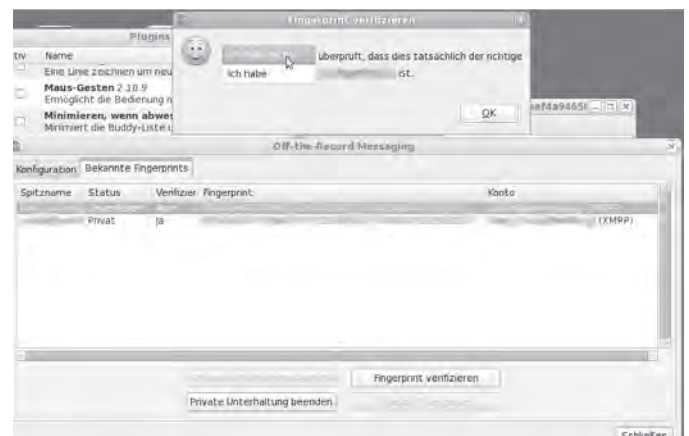 Fingerprint verifizieren
Plugins
tiv Name
Eine Linie zeichnen um neu
Maus-Gesten 2.10.9
Ermöglicht die Bedienung n
Minimieren, wenn abwes
Minimiert die Buddy-Liste u
überprüft, dass dies tatsächlich der richtige
Ich habe
ist.
OK
Off-the-Record Messaging
Konfiguration Bekannte Fingerprints
Spitzname Status Verifizier Fingerprint Konto
Privat Ja (XMPP)
Fingerprint verifizieren
Private Unterhaltung beenden
Schließen